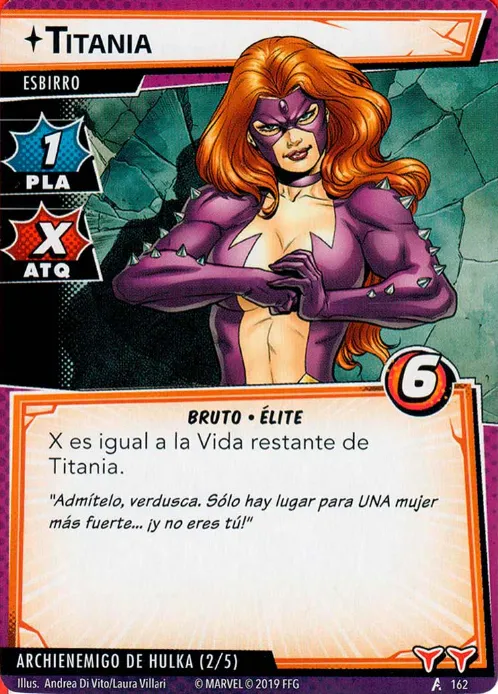 TITANIA
ESBIRRO
1
PLA
X
ATQ
6
BRUTO • ÉLITE
X es igual a la Vida restante de
Titania.
"Admítelo, verdusca. Sólo hay lugar para UNA mujer
más fuerte... ¡y no eres tú!"
ARCHIENEMIGO DE HULKA (2/5)
Illus. Andrea Di Vito/Laura Villari © MARVEL © 2019 FFG 162